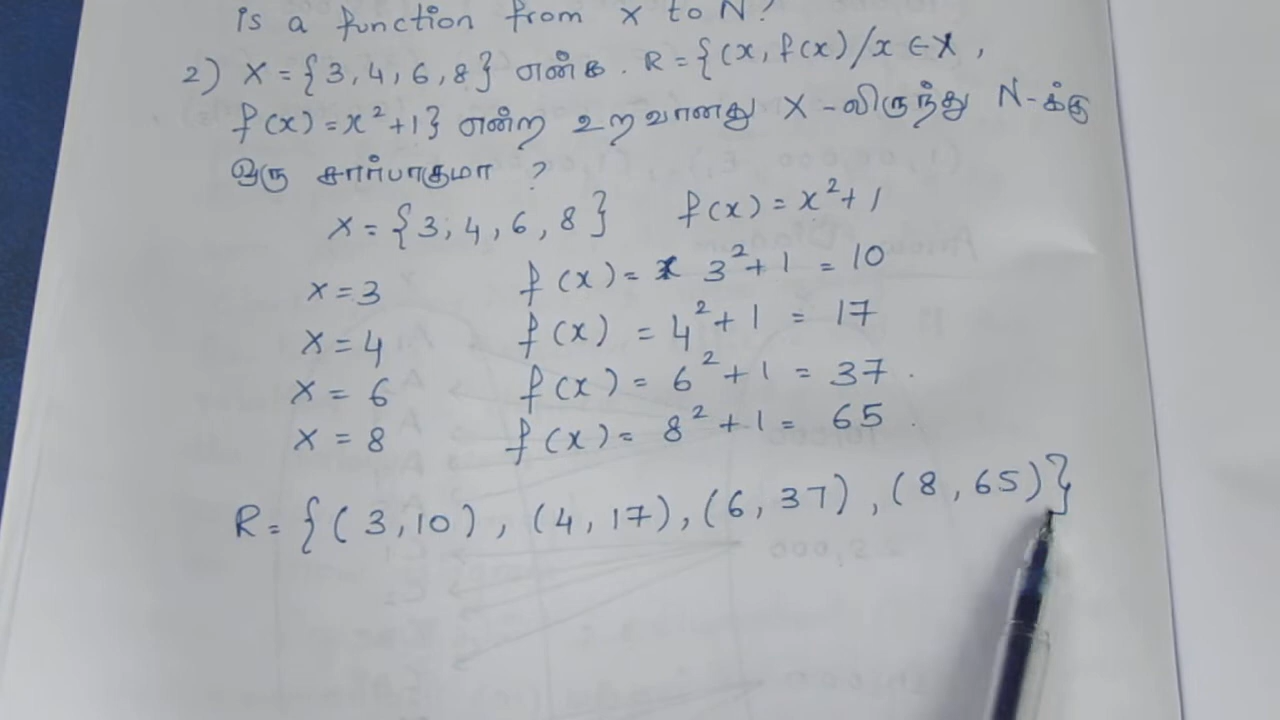 is a function from x to N?
2) X = {3, 4, 6, 8} என்க. R = {(x, f(x)/x ∈ X,
f(x) = x²+1} என்ற உறவானது X-லிருந்து N-க்கு
ஒரு சார்பாகுமா ?
X = {3, 4, 6, 8} f(x) = x²+1
x = 3 f(x) = 3²+1 = 10
x = 4 f(x) = 4²+1 = 17
x = 6 f(x) = 6²+1 = 37.
x = 8 f(x) = 8²+1 = 65.
R = {(3,10), (4,17), (6,37), (8,65)}